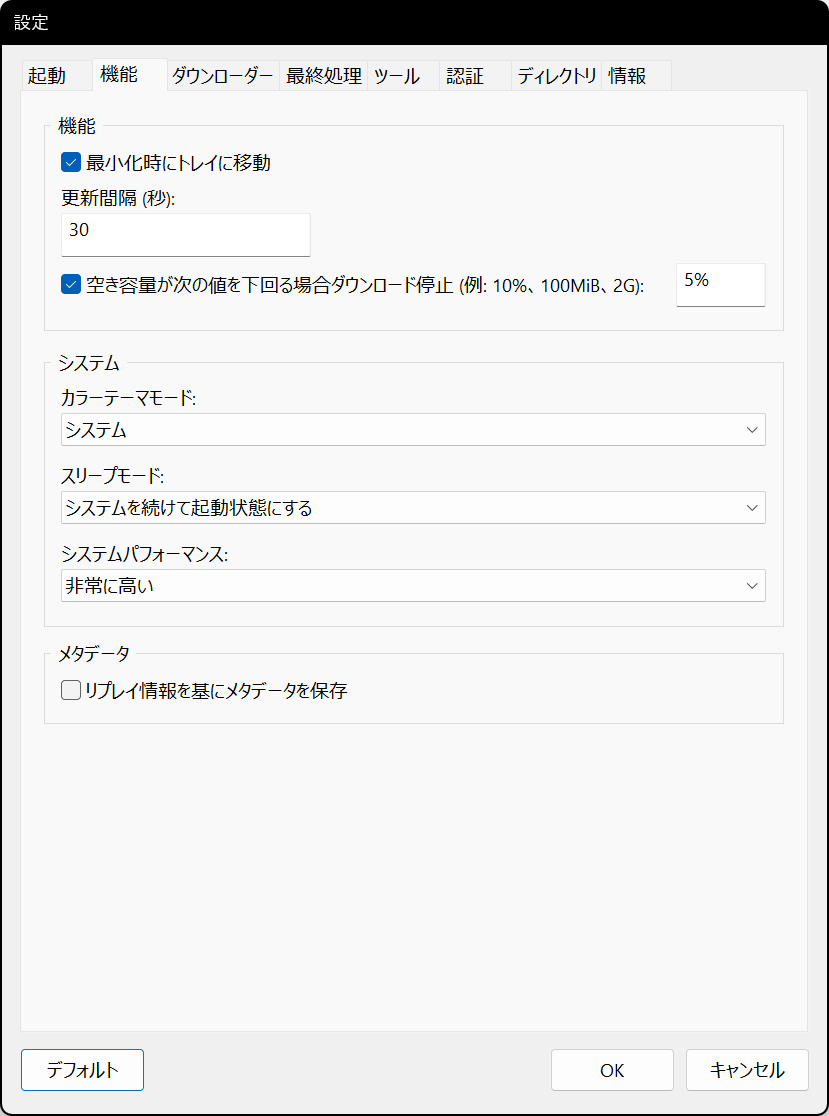 設定
起動 機能 ダウンローダー 最終処理 ツール 認証 ディレクトリ 情報
機能
最小化時にトレイに移動
更新間隔 (秒):
30
空き容量が次の値を下回る場合ダウンロード停止 (例: 10%、100MiB、2G): 5%
システム
カラーテーマモード:
システム
スリープモード:
システムを続けて起動状態にする
システムパフォーマンス:
非常に高い
メタデータ
リプレイ情報を基にメタデータを保存
デフォルト OK キャンセル